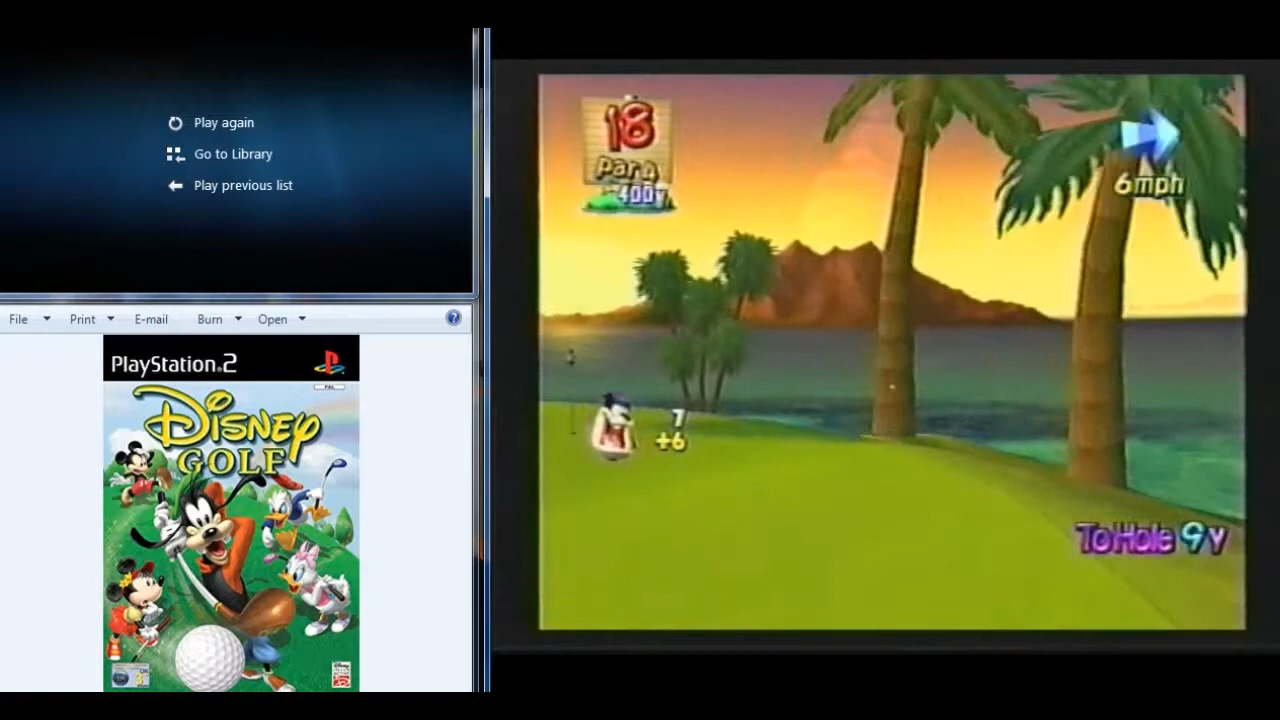 Play again
Go to Library
Play previous list
File
Print
E-mail
Burn
Open
PlayStation.2
PAL
DISNEY
GOLF
18
par 4
400y
6mph
7
+6
To Hole 9y